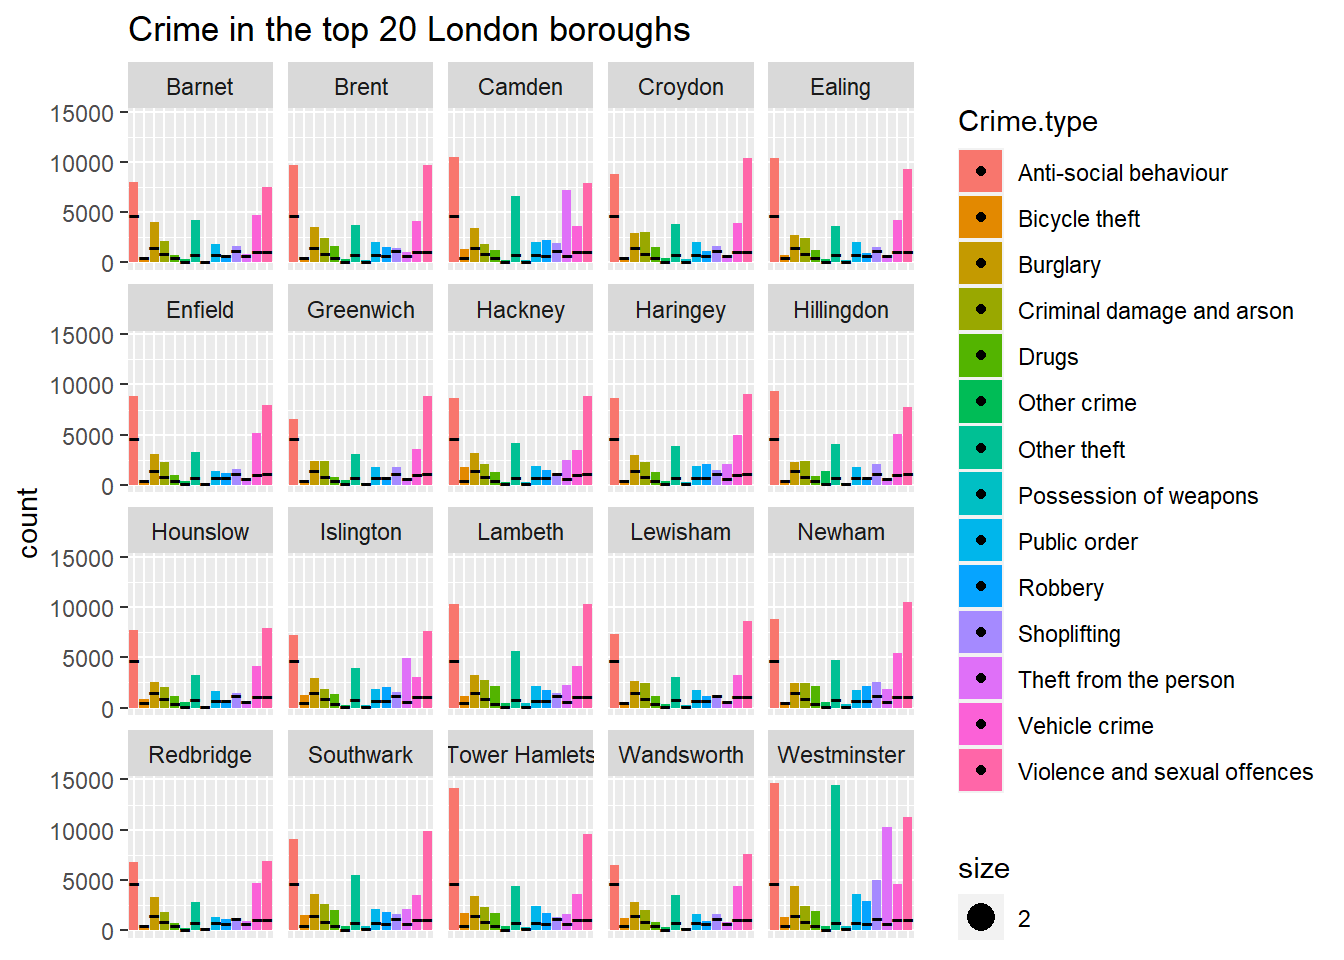 Crime in the top 20 London boroughs
Barnet Brent Camden Croydon Ealing
15000
10000
5000
0
Enfield Greenwich Hackney Haringey Hillingdon
15000
10000
5000
0
Hounslow Islington Lambeth Lewisham Newham
15000
10000
5000
0
Redbridge Southwark Tower Hamlets Wandsworth Westminster
15000
10000
5000
0
count
Crime.type
Anti-social behaviour
Bicycle theft
Burglary
Criminal damage and arson
Drugs
Other crime
Other theft
Possession of weapons
Public order
Robbery
Shoplifting
Theft from the person
Vehicle crime
Violence and sexual offences
size
2